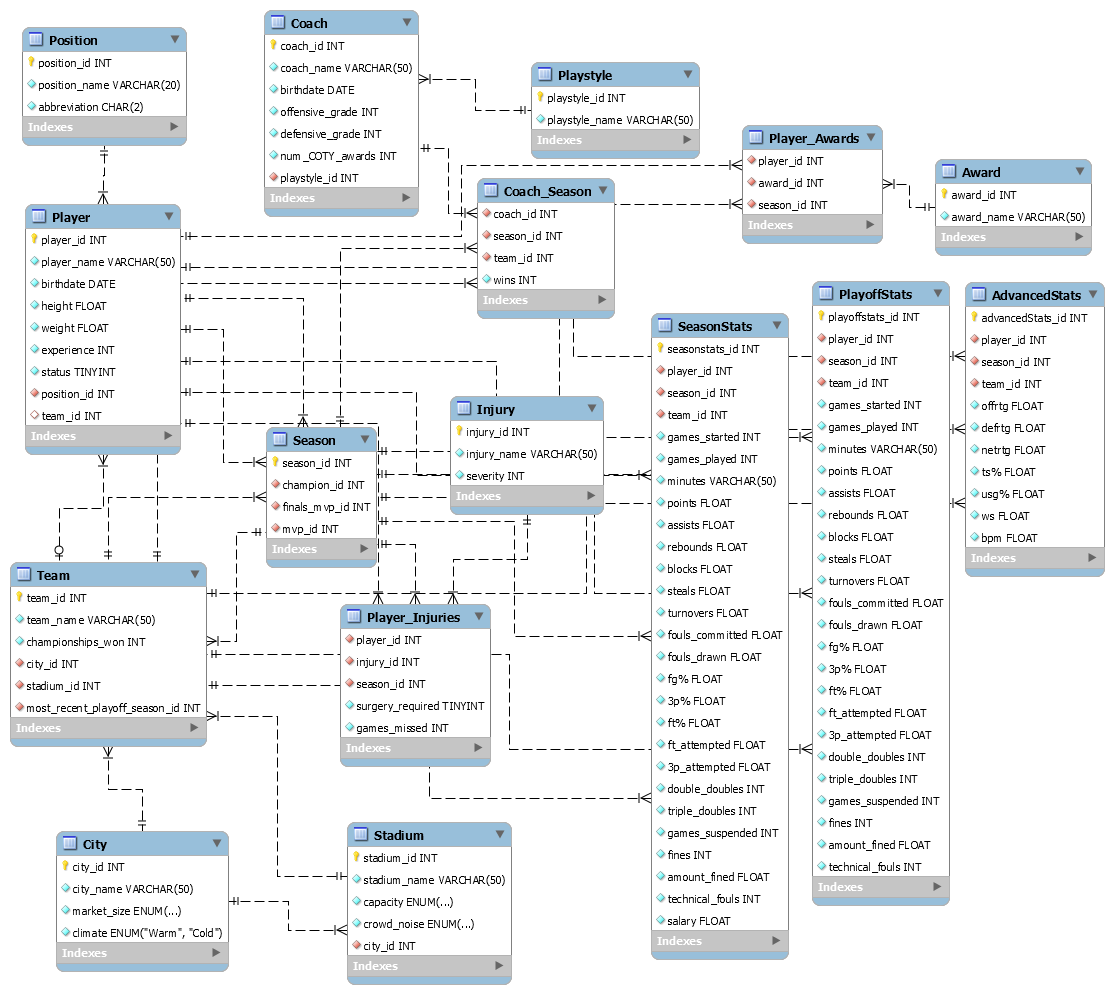 Position
position_id INT
position_name VARCHAR(20)
abbreviation CHAR(2)
Indexes
Coach
coach_id INT
coach_name VARCHAR(50)
birthdate DATE
offensive_grade INT
defensive_grade INT
num_COTY_awards INT
playstyle_id INT
Indexes
Playstyle
playstyle_id INT
playstyle_name VARCHAR(50)
Indexes
Player_Awards
player_id INT
award_id INT
season_id INT
Indexes
Award
award_id INT
award_name VARCHAR(50)
Indexes
Player
player_id INT
player_name VARCHAR(50)
birthdate DATE
height FLOAT
weight FLOAT
experience INT
status TINYINT
position_id INT
team_id INT
Indexes
Coach_Season
coach_id INT
season_id INT
team_id INT
wins INT
Indexes
SeasonStats
seasonstats_id INT
player_id INT
season_id INT
team_id INT
games_started INT
games_played INT
minutes VARCHAR(50)
points FLOAT
assists FLOAT
rebounds FLOAT
blocks FLOAT
steals FLOAT
turnovers FLOAT
fouls_committed FLOAT
fouls_drawn FLOAT
fg% FLOAT
3p% FLOAT
ft% FLOAT
ft_attempted FLOAT
3p_attempted FLOAT
double_doubles INT
triple_doubles INT
games_suspended INT
fines INT
amount_fined FLOAT
technical_fouls INT
salary FLOAT
Indexes
PlayoffStats
playoffstats_id INT
player_id INT
season_id INT
team_id INT
games_started INT
games_played INT
minutes VARCHAR(50)
points FLOAT
assists FLOAT
rebounds FLOAT
blocks FLOAT
steals FLOAT
turnovers FLOAT
fouls_committed FLOAT
fouls_drawn FLOAT
fg% FLOAT
3p% FLOAT
ft% FLOAT
ft_attempted FLOAT
3p_attempted FLOAT
double_doubles INT
triple_doubles INT
games_suspended INT
fines INT
amount_fined FLOAT
technical_fouls INT
Indexes
AdvancedStats
advancedStats_id INT
player_id INT
season_id INT
team_id INT
offrtg FLOAT
defrtg FLOAT
netrtg FLOAT
ts% FLOAT
usg% FLOAT
ws FLOAT
bpm FLOAT
Indexes
Injury
injury_id INT
injury_name VARCHAR(50)
severity INT
Indexes
Season
season_id INT
champion_id INT
finals_mvp_id INT
mvp_id INT
Indexes
Team
team_id INT
team_name VARCHAR(50)
championships_won INT
city_id INT
stadium_id INT
most_recent_playoff_season_id INT
Indexes
Player_Injuries
player_id INT
injury_id INT
season_id INT
surgery_required TINYINT
games_missed INT
Indexes
City
city_id INT
city_name VARCHAR(50)
market_size ENUM(...)
climate ENUM("Warm", "Cold")
Indexes
Stadium
stadium_id INT
stadium_name VARCHAR(50)
capacity ENUM(...)
crowd_noise ENUM(...)
city_id INT
Indexes